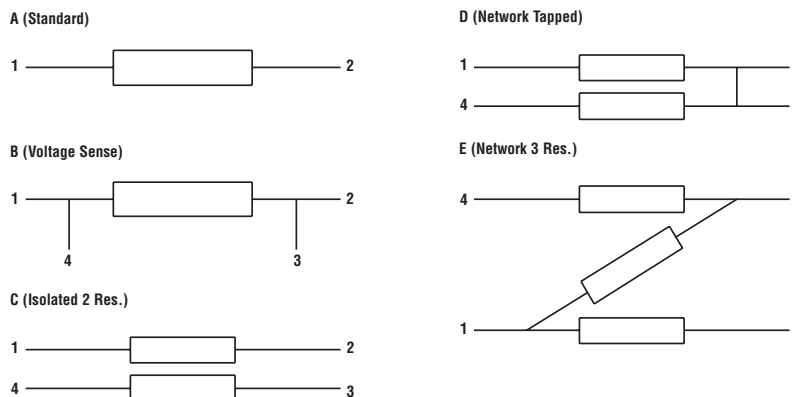 A (Standard)
1
2
B (Voltage Sense)
1
2
4
3
C (Isolated 2 Res.)
1
2
4
3
D (Network Tapped)
1
4
E (Network 3 Res.)
4
1